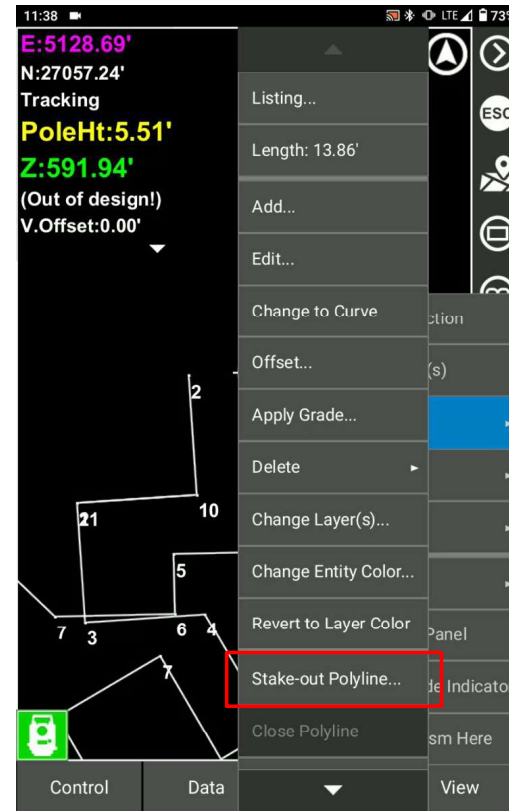 11:38
LTE
73%
E:5128.69'
N:27057.24'
Tracking
PoleHt:5.51'
Z:591.94'
(Out of design!)
V.Offset:0.00'
ESC
Listing...
Length: 13.86'
Add...
Edit...
Change to Curve
Offset...
Apply Grade...
Delete
Change Layer(s)...
Change Entity Color...
Revert to Layer Color
Stake-out Polyline...
Close Polyline
ction
(s)
Panel
de Indicato
sm Here
2
10
5
7
3
6
4
7
Control
Data
View